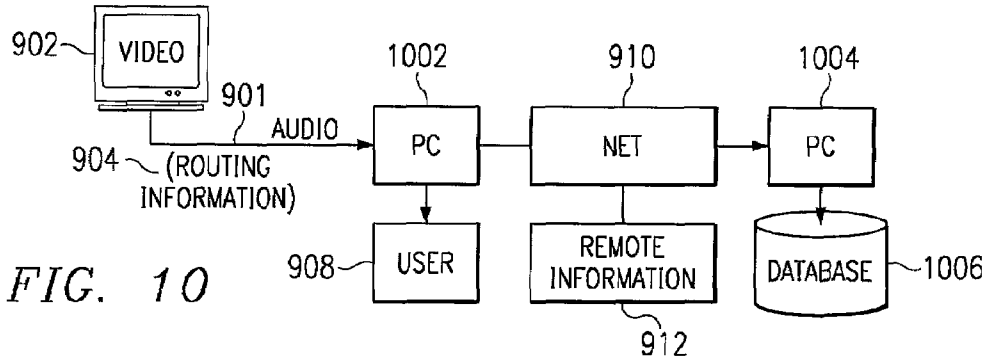 902
VIDEO
901
AUDIO
904
(ROUTING
INFORMATION)
1002
PC
910
NET
1004
PC
908
USER
REMOTE
INFORMATION
912
DATABASE
1006
FIG. 10